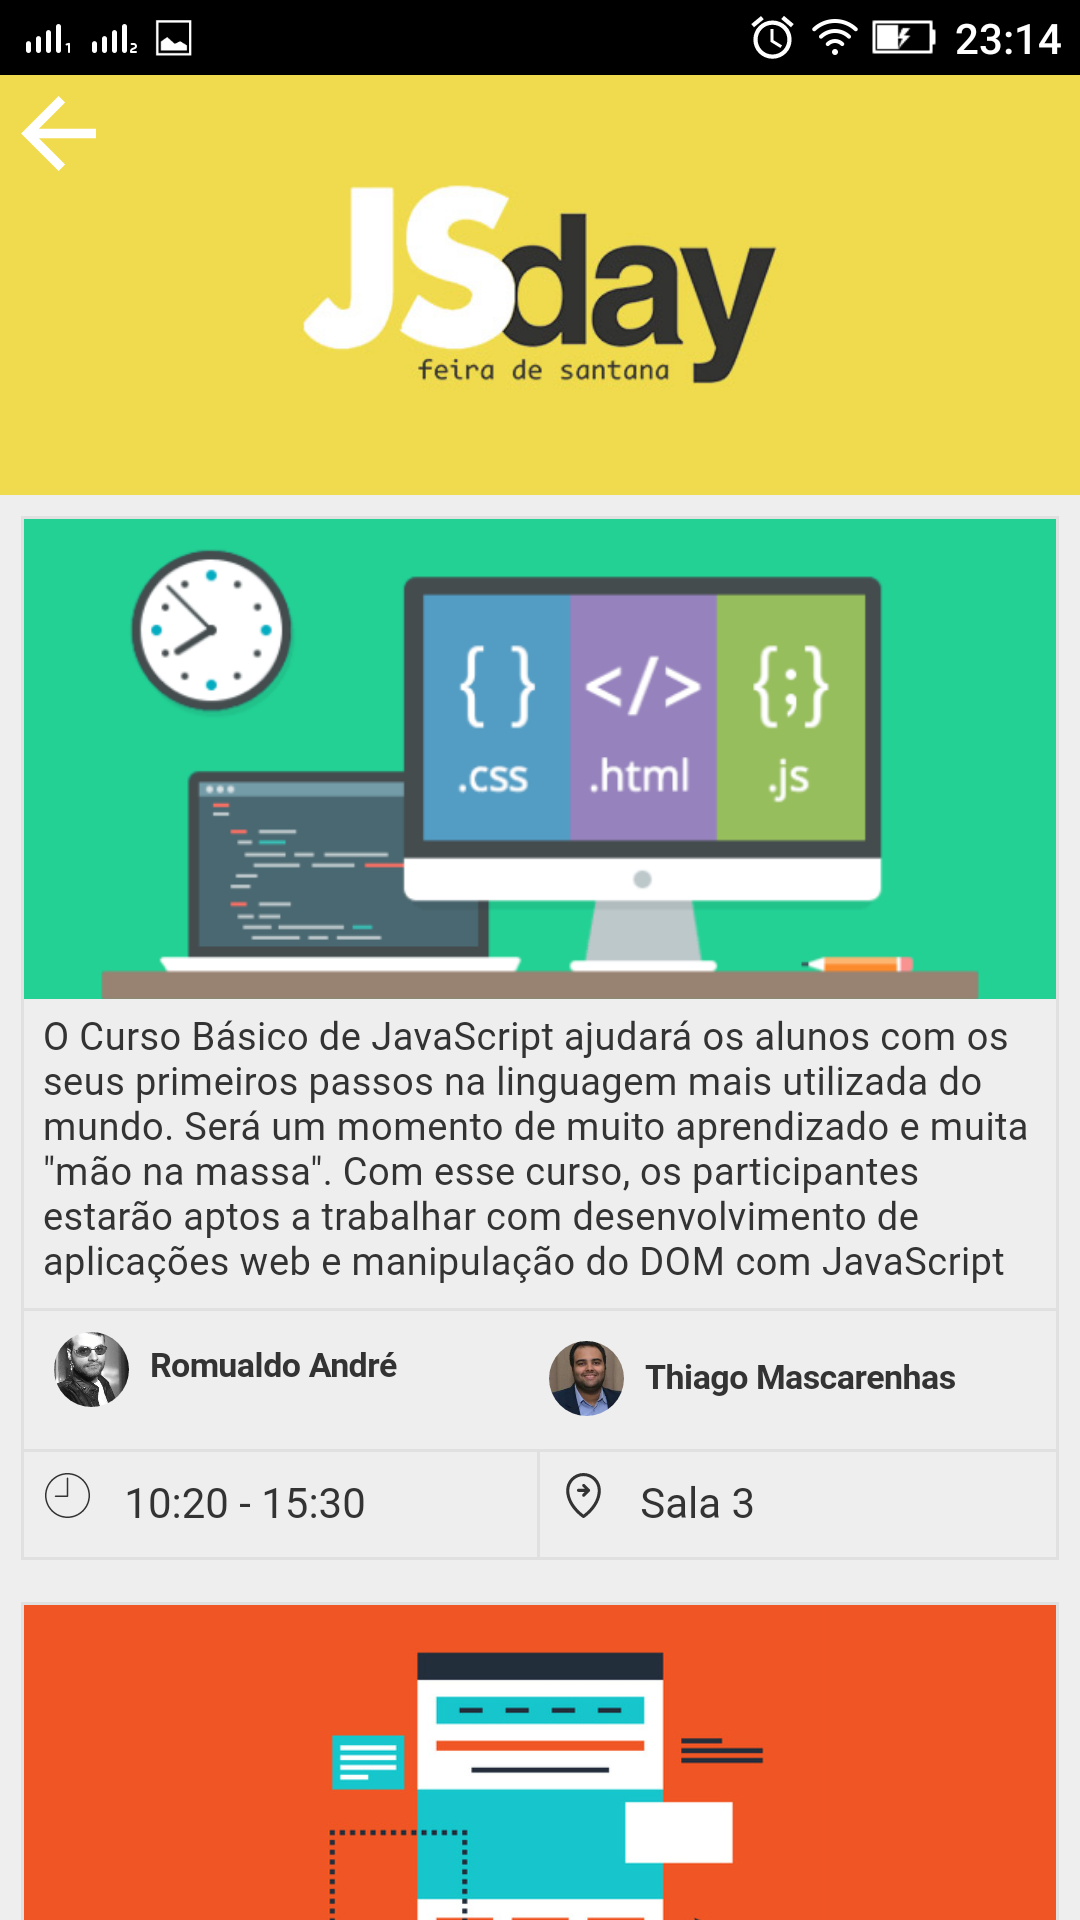 1 2 23:14
JSday
feira de santana
{ } </> {;}
.css .html .js
O Curso Básico de JavaScript ajudará os alunos com os
seus primeiros passos na linguagem mais utilizada do
mundo. Será um momento de muito aprendizado e muita
"mão na massa". Com esse curso, os participantes
estarão aptos a trabalhar com desenvolvimento de
aplicações web e manipulação do DOM com JavaScript
Romualdo André
Thiago Mascarenhas
10:20 - 15:30
Sala 3